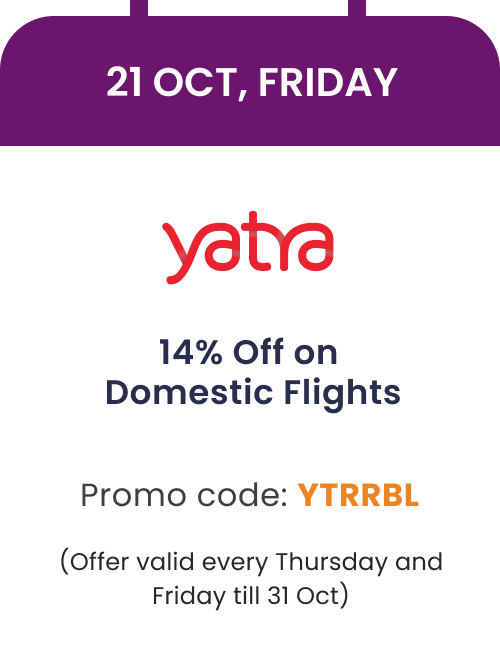 21 OCT, FRIDAY
yatra
14% Off on
Domestic Flights
Promo code: YTRRBL
(Offer valid every Thursday and
Friday till 31 Oct)